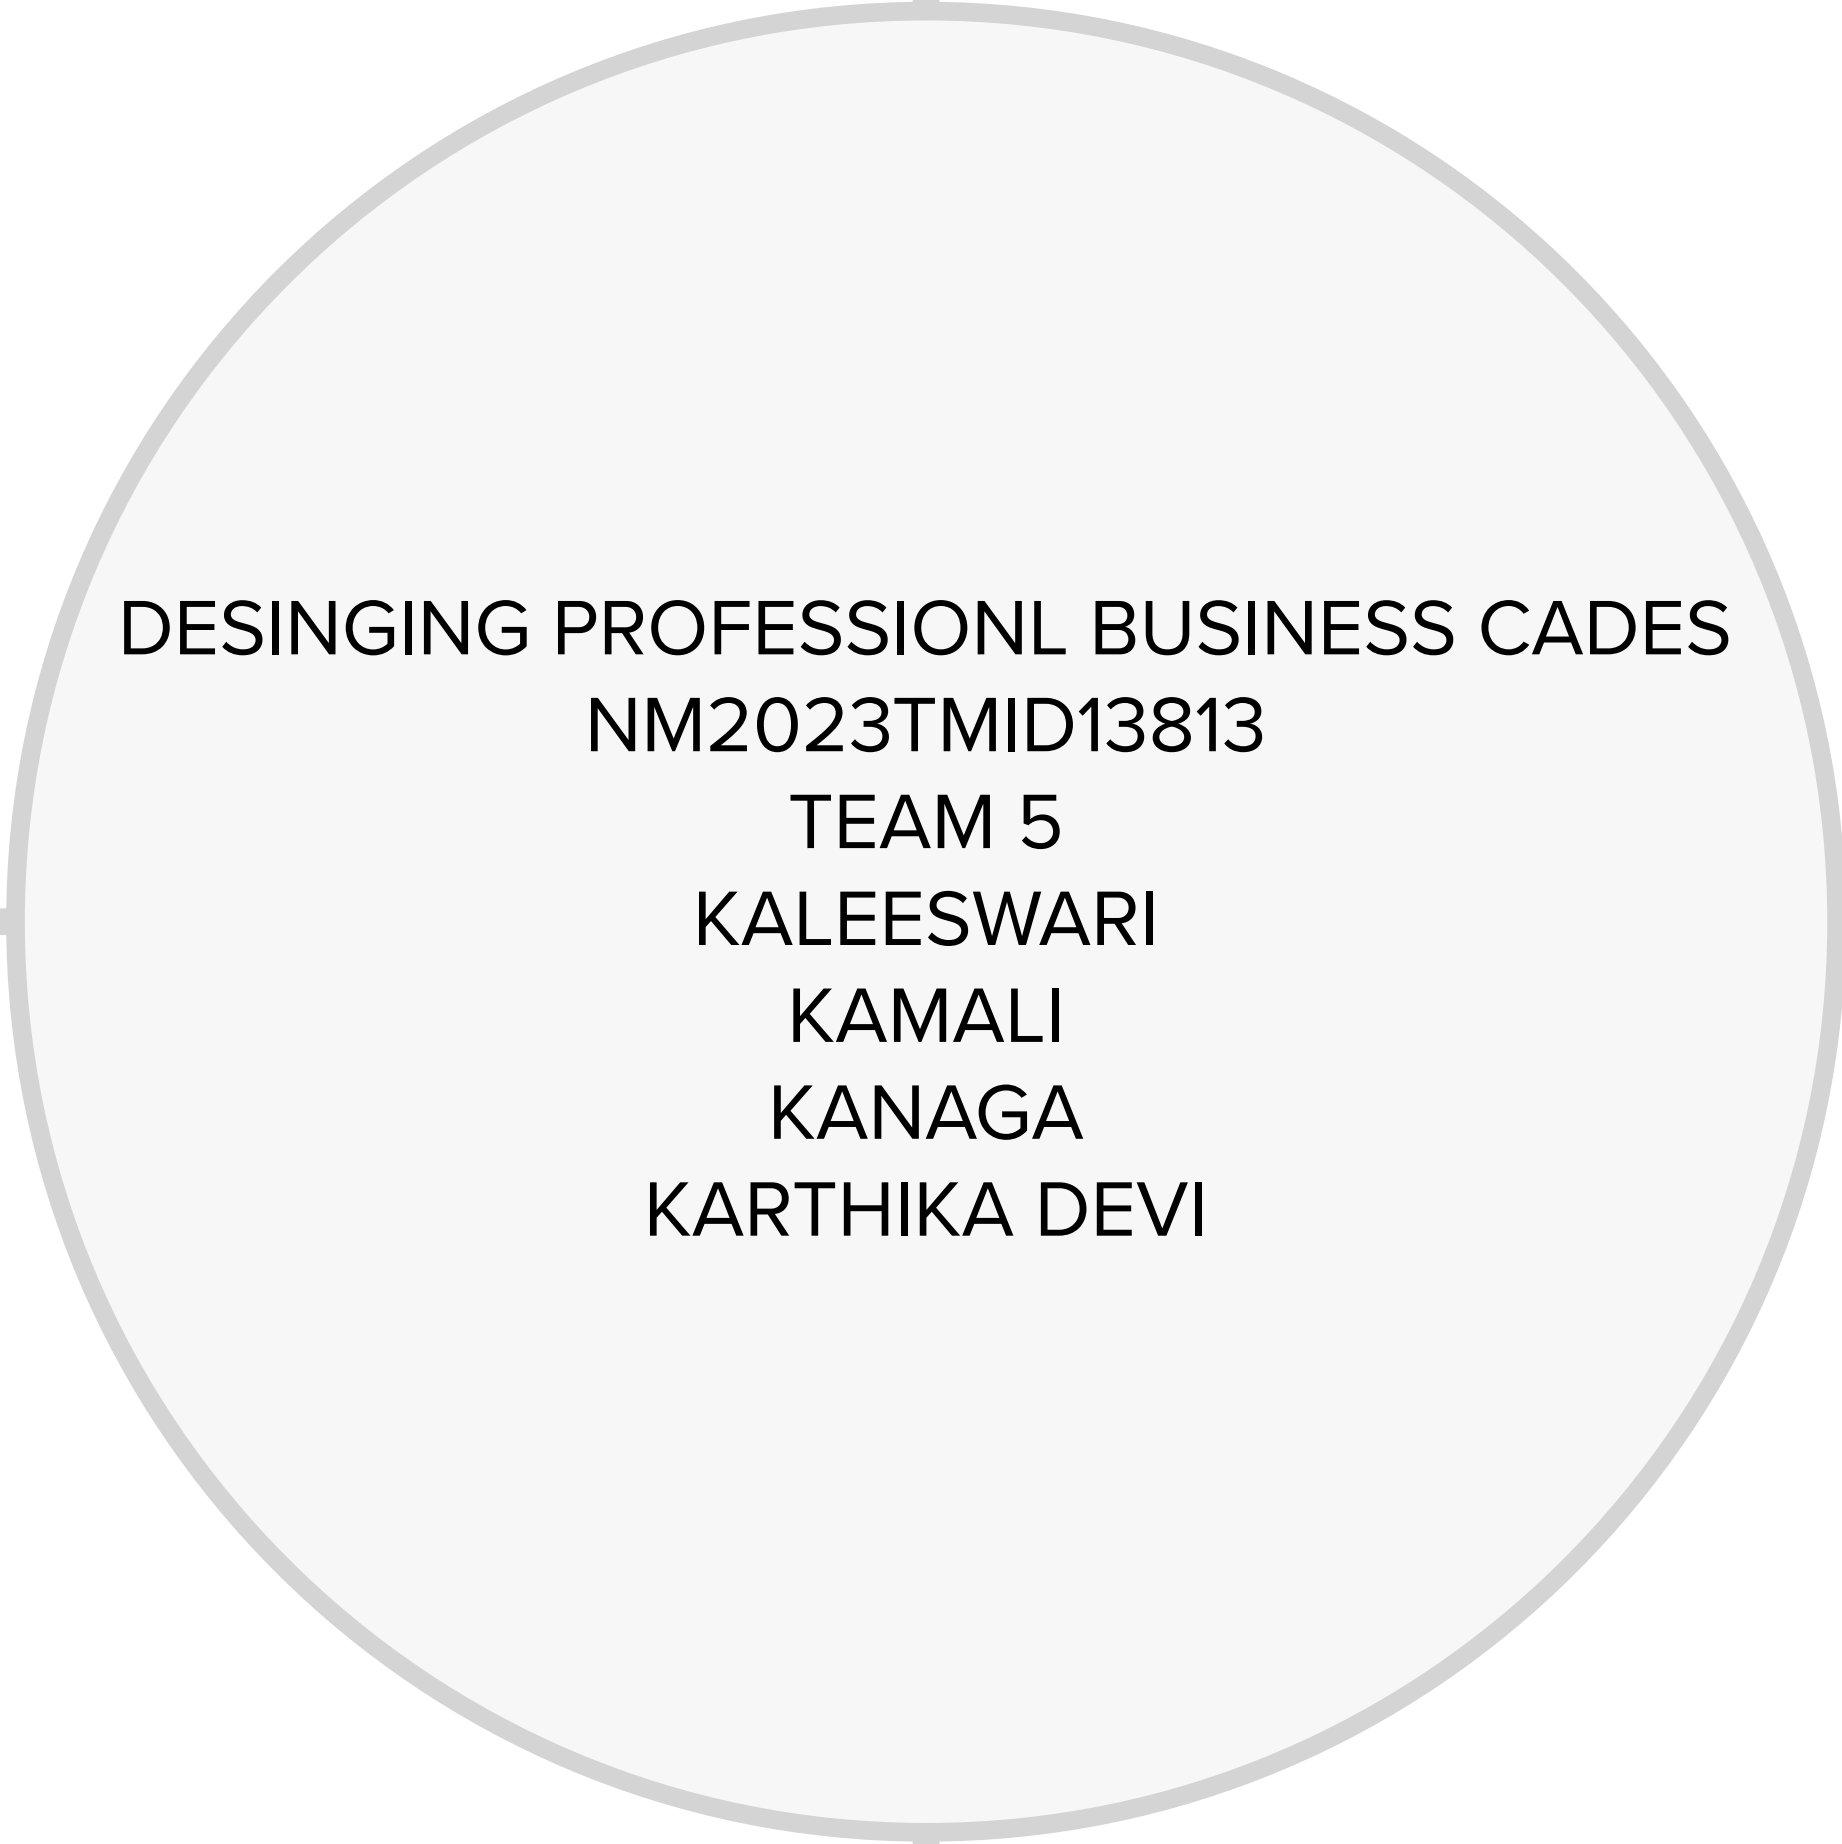 DESINGING PROFESSIONL BUSINESS CADES
NM2023TMID13813
TEAM 5
KALEESWARI
KAMALI
KANAGA
KARTHIKA DEVI